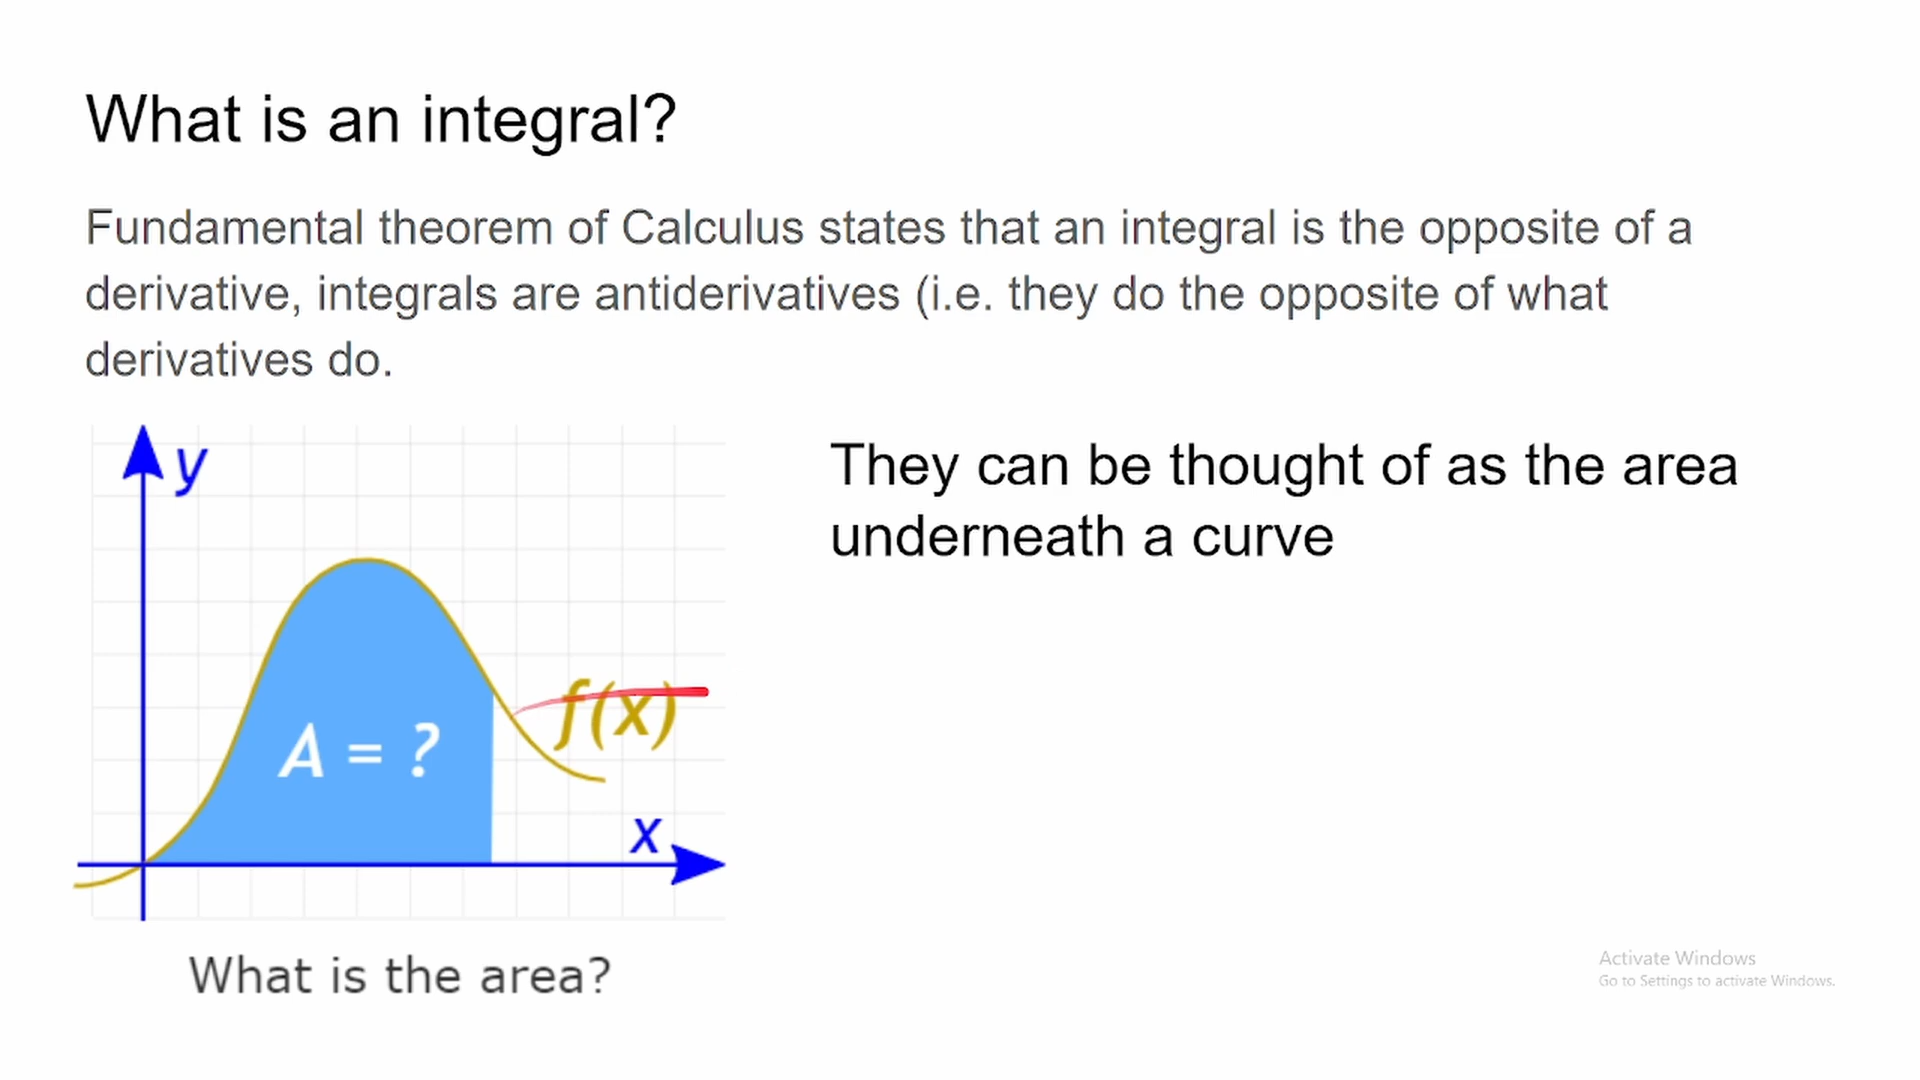 What is an integral?
Fundamental theorem of Calculus states that an integral is the opposite of a
derivative, integrals are antiderivatives (i.e. they do the opposite of what
derivatives do.
y
They can be thought of as the area
underneath a curve
f(x)
A = ?
x
What is the area?
Activate Windows
Go to Settings to activate Windows.